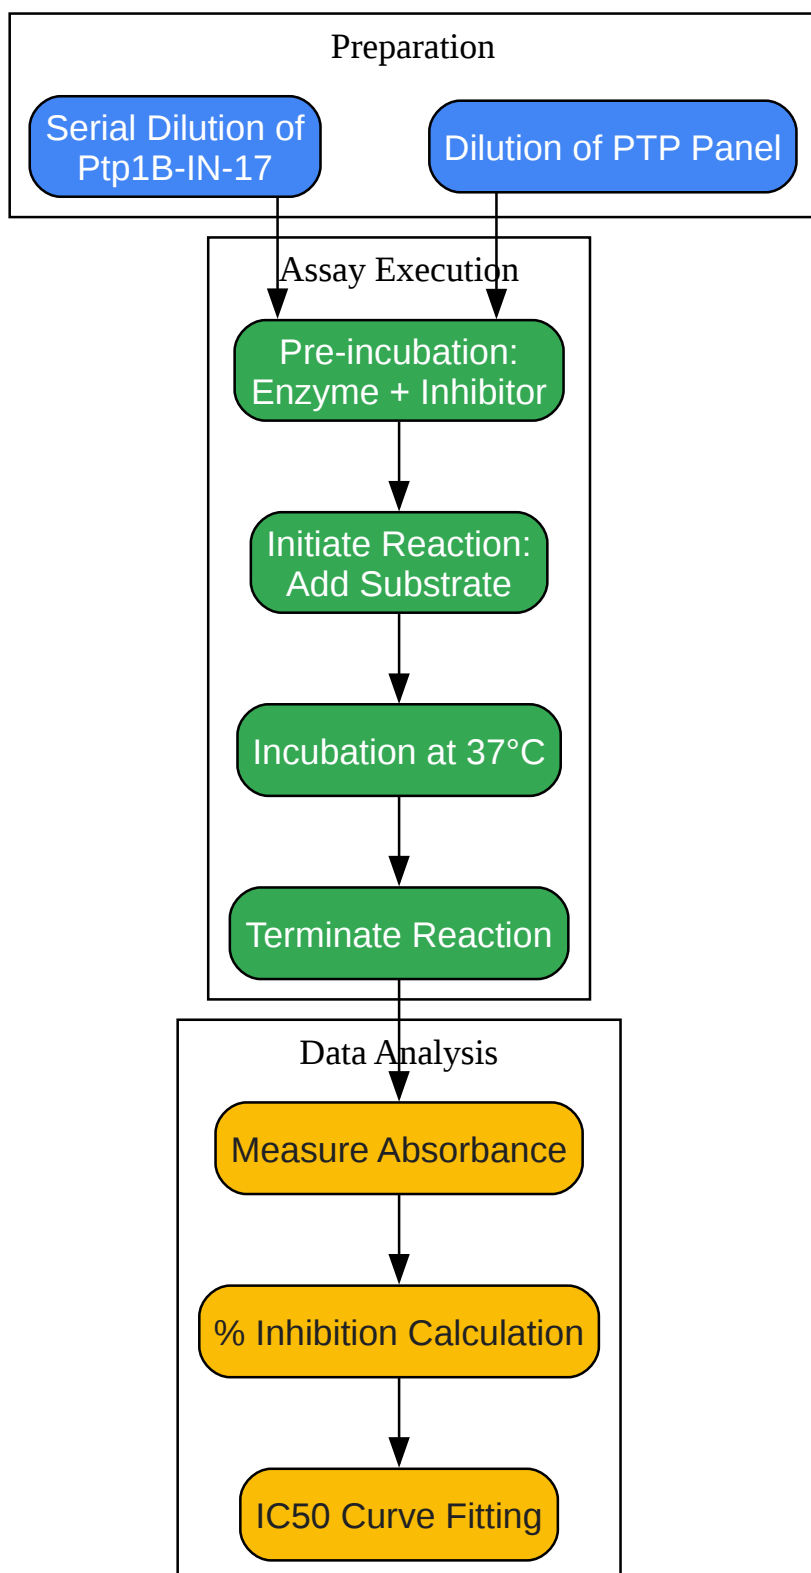 Preparation
Serial Dilution of
Ptp1B-IN-17
Dilution of PTP Panel
Assay Execution
Pre-incubation:
Enzyme + Inhibitor
Initiate Reaction:
Add Substrate
Incubation at 37°C
Terminate Reaction
Data Analysis
Measure Absorbance
% Inhibition Calculation
IC50 Curve Fitting